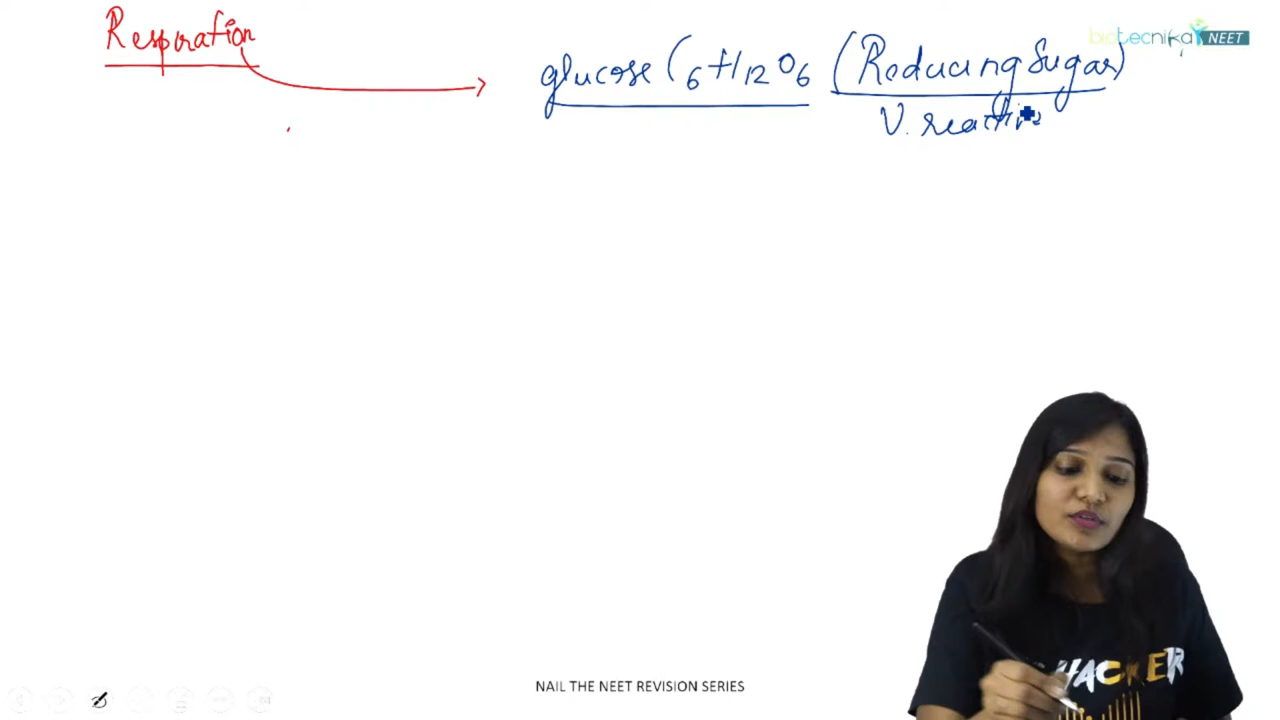 Respiration
biotecnika NEET
glucose C6H12O6 (Reducing Sugar)
V. reactive
HACKER
NAIL THE NEET REVISION SERIES